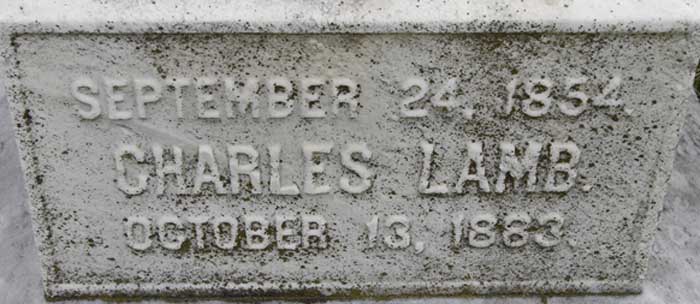 SEPTEMBER 24, 1854.
CHARLES LAMB.
OCTOBER 13, 1883.